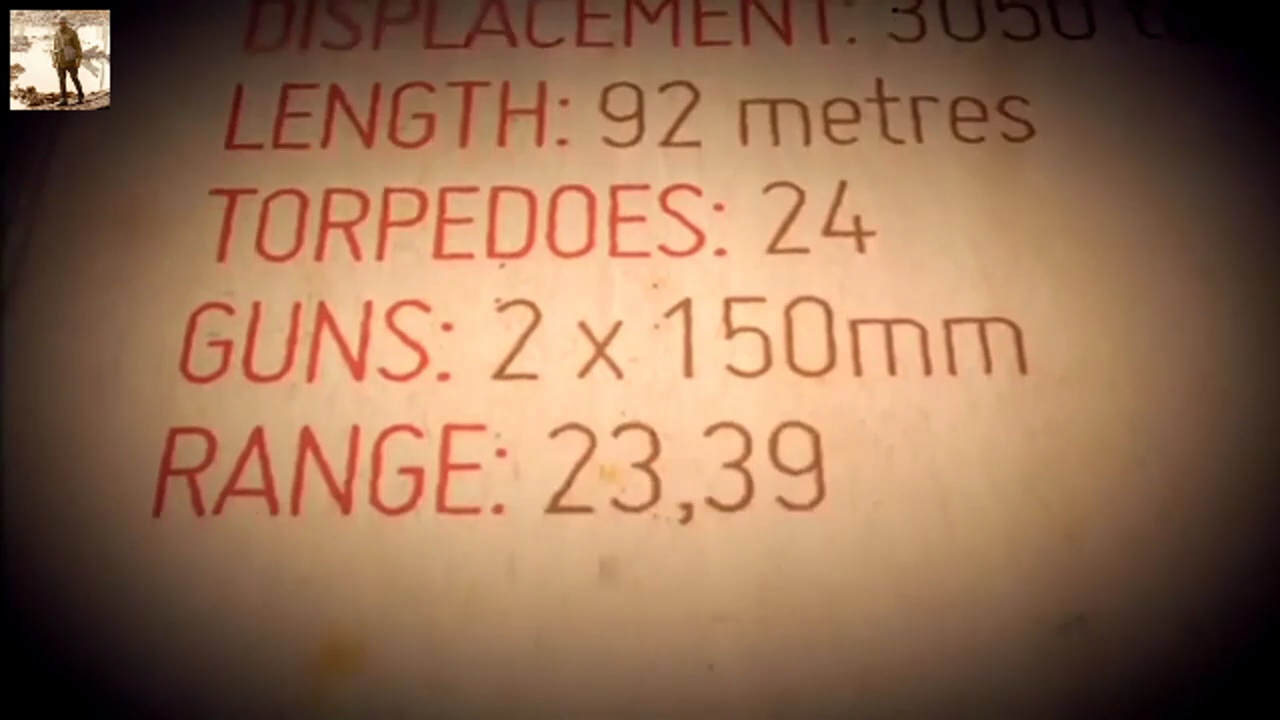 DISPLACEMENT: 3050
LENGTH: 92 metres
TORPEDOES: 24
GUNS: 2 x 150mm
RANGE: 23,39